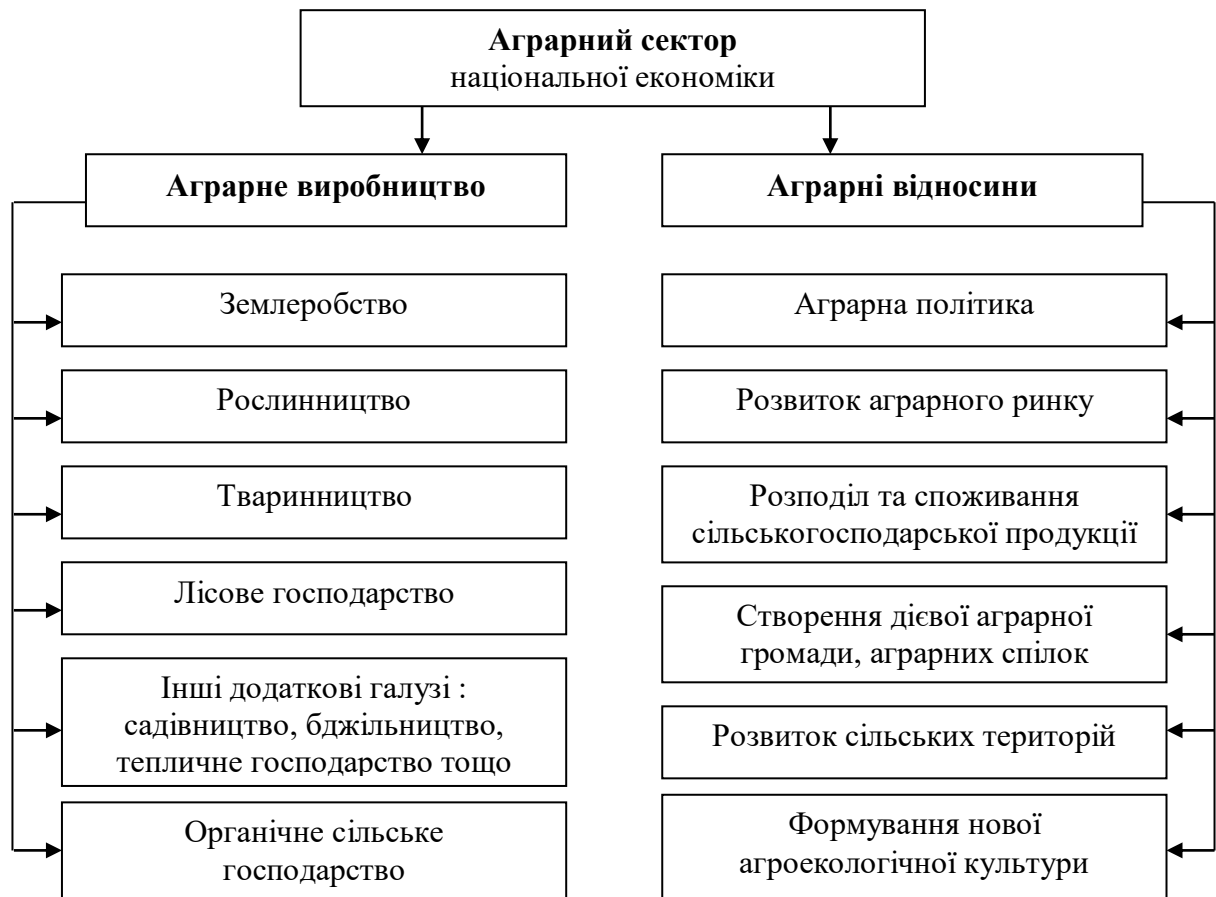 Аграрний сектор
національної економіки
Аграрне виробництво
Аграрні відносини
Землеробство
Аграрна політика
Рослинництво
Розвиток аграрного ринку
Тваринництво
Розподіл та споживання
сільськогосподарської продукції
Лісове господарство
Створення дієвої аграрної
громади, аграрних спілок
Інші додаткові галузі :
садівництво, бджільництво,
тепличне господарство тощо
Розвиток сільських територій
Органічне сільське
господарство
Формування нової
агроекологічної культури